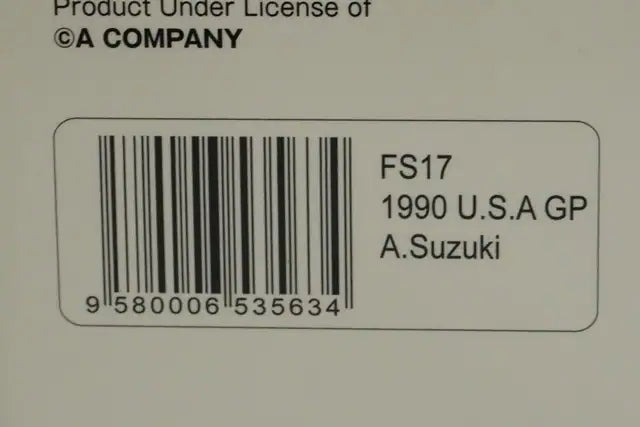 Product Under License of
©A COMPANY
FS17
1990 U.S.A GP
A.Suzuki
9 580006 535634